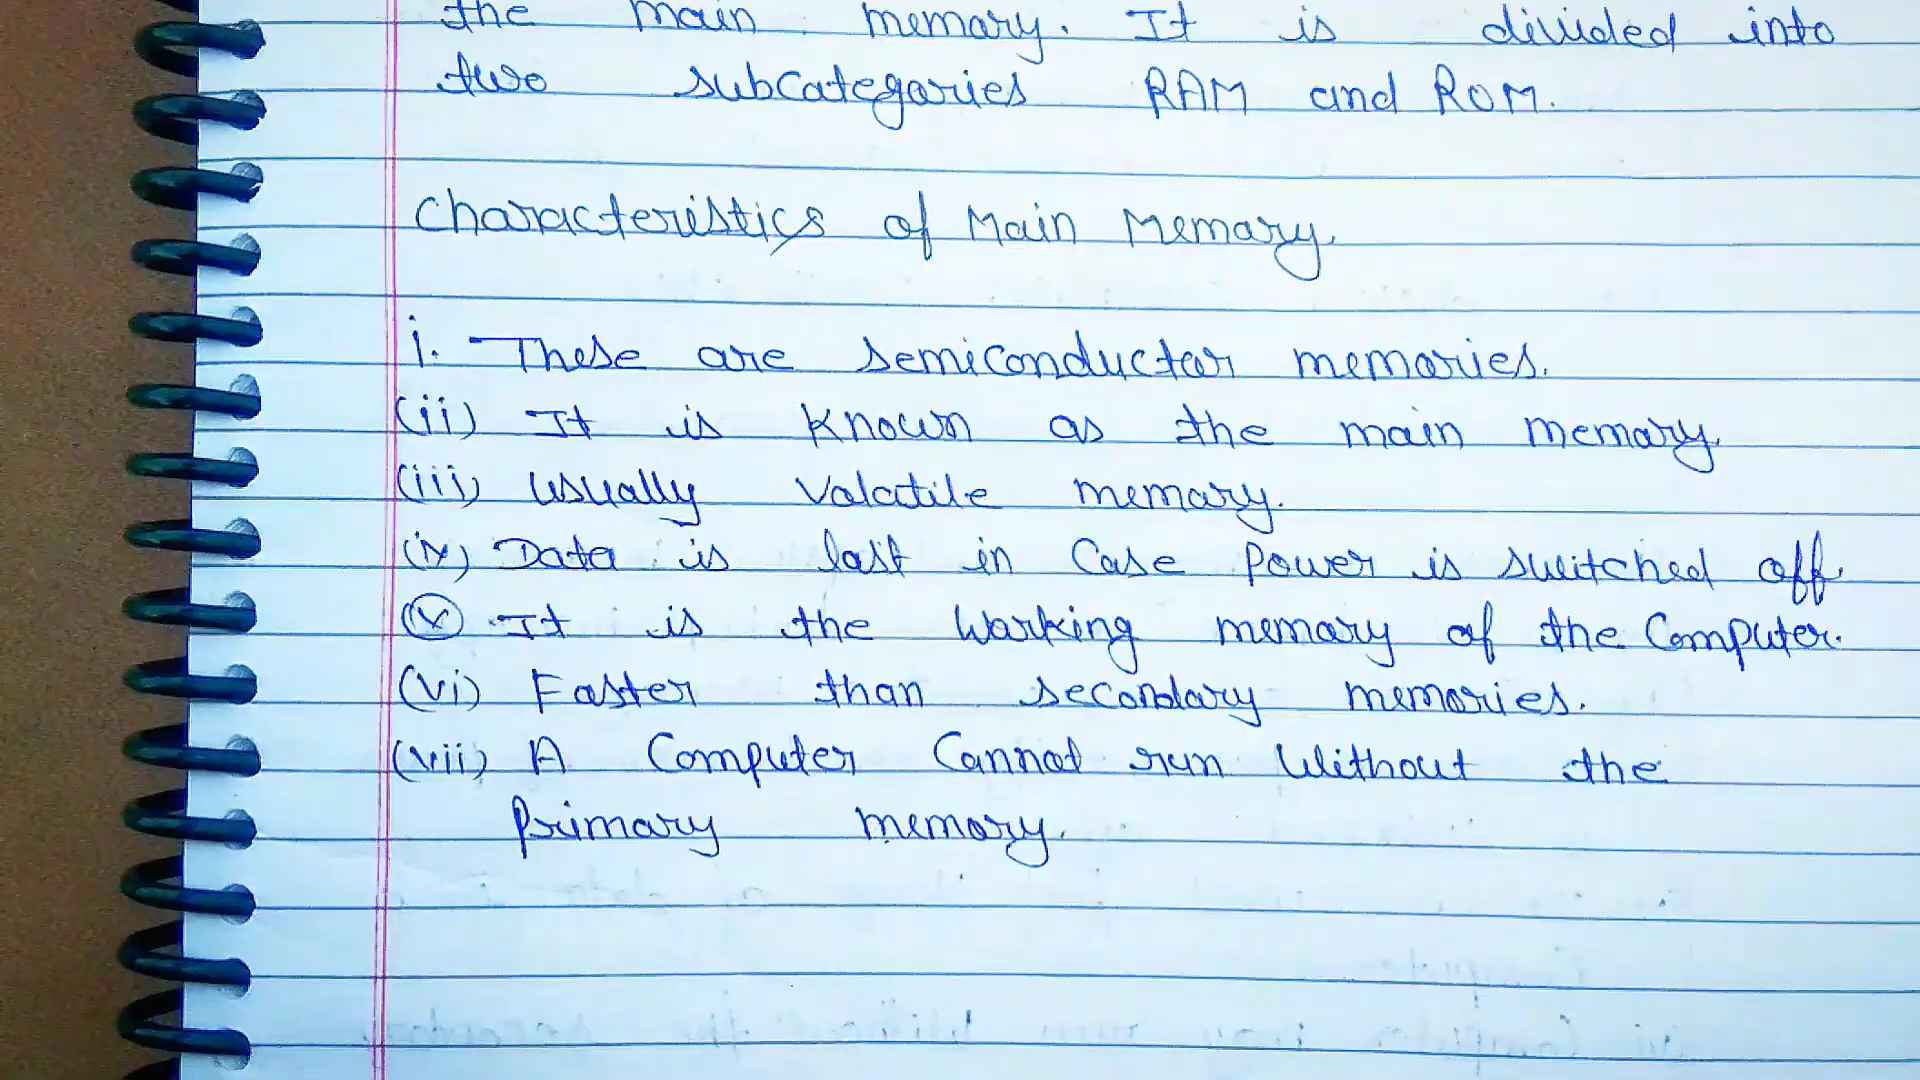 the main memory. It is divided into
two subcategories RAM and ROM.
Characteristics of Main Memory.
i. These are semiconductor memories.
(ii) It is known as the main memory.
(iii) Usually volatile memory.
(iv) Data is lost in case power is switched off.
(v) It is the working memory of the computer.
(vi) Faster than secondary memories.
(vii) A computer cannot run without the
primary memory.